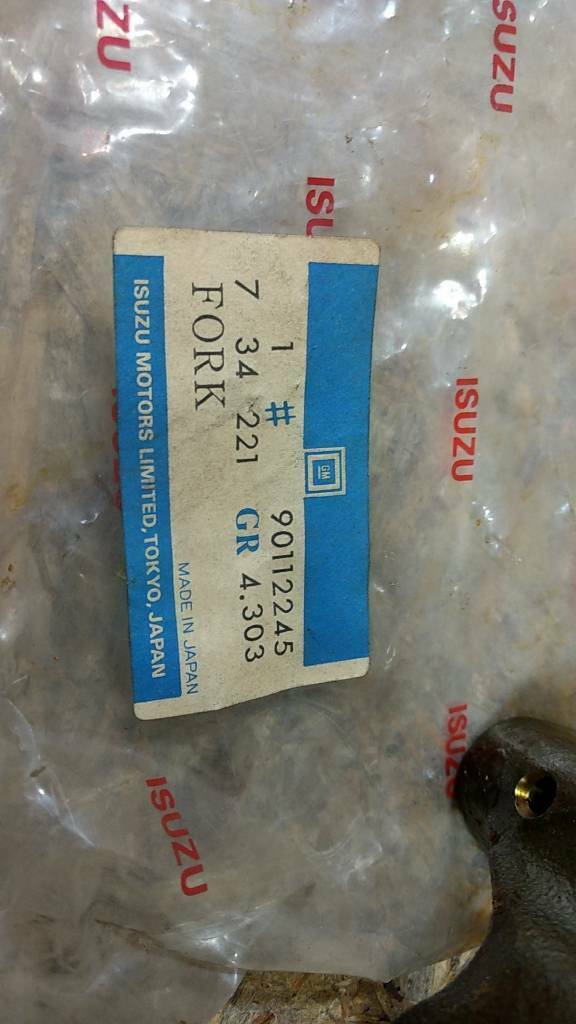 ISUZU
ISUZU
GM
1 # 90112245
7 34 221 GR 4.303
FORK
MADE IN JAPAN
ISUZU MOTORS LIMITED, TOKYO, JAPAN
ISUZU
ISUZU